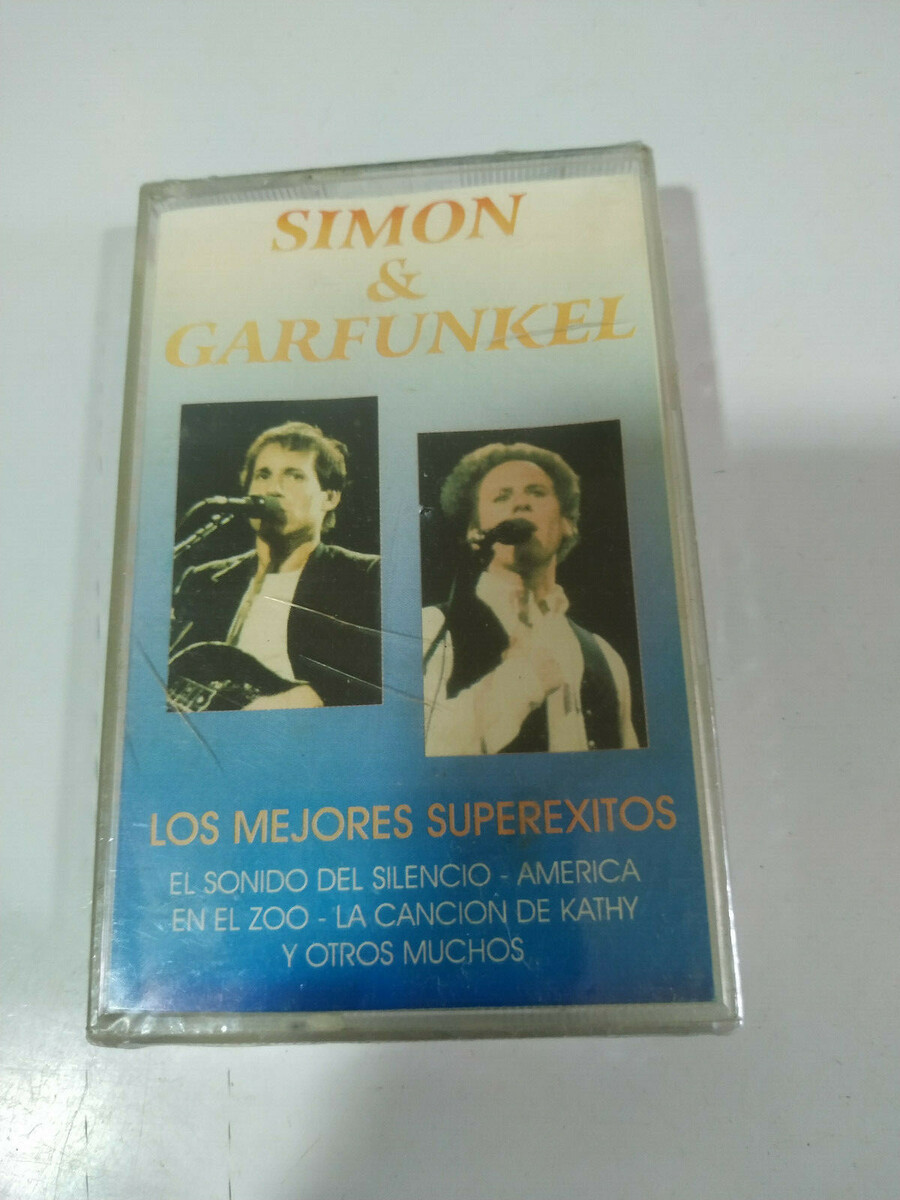 SIMON
&
GARFUNKEL
LOS MEJORES SUPEREXITOS
EL SONIDO DEL SILENCIO - AMERICA
EN EL ZOO - LA CANCION DE KATHY
Y OTROS MUCHOS